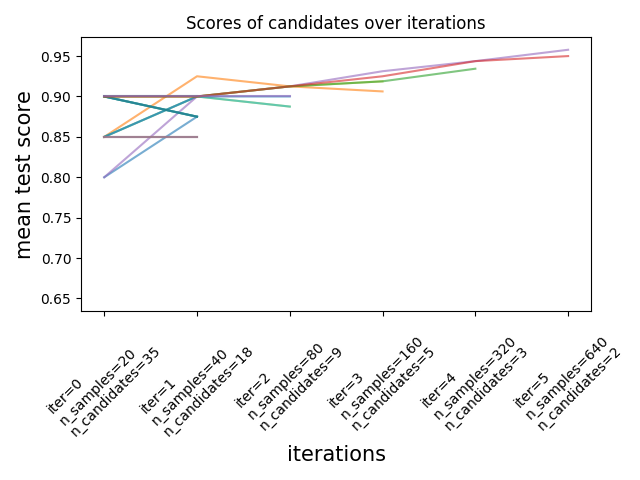 Scores of candidates over iterations
mean test score
0.95
0.90
0.85
0.80
0.75
0.70
0.65
iter=0
n_samples=20
n_candidates=35
iter=1
n_samples=40
n_candidates=18
iter=2
n_samples=80
n_candidates=9
iter=3
n_samples=160
n_candidates=5
iter=4
n_samples=320
n_candidates=3
iter=5
n_samples=640
n_candidates=2
iterations